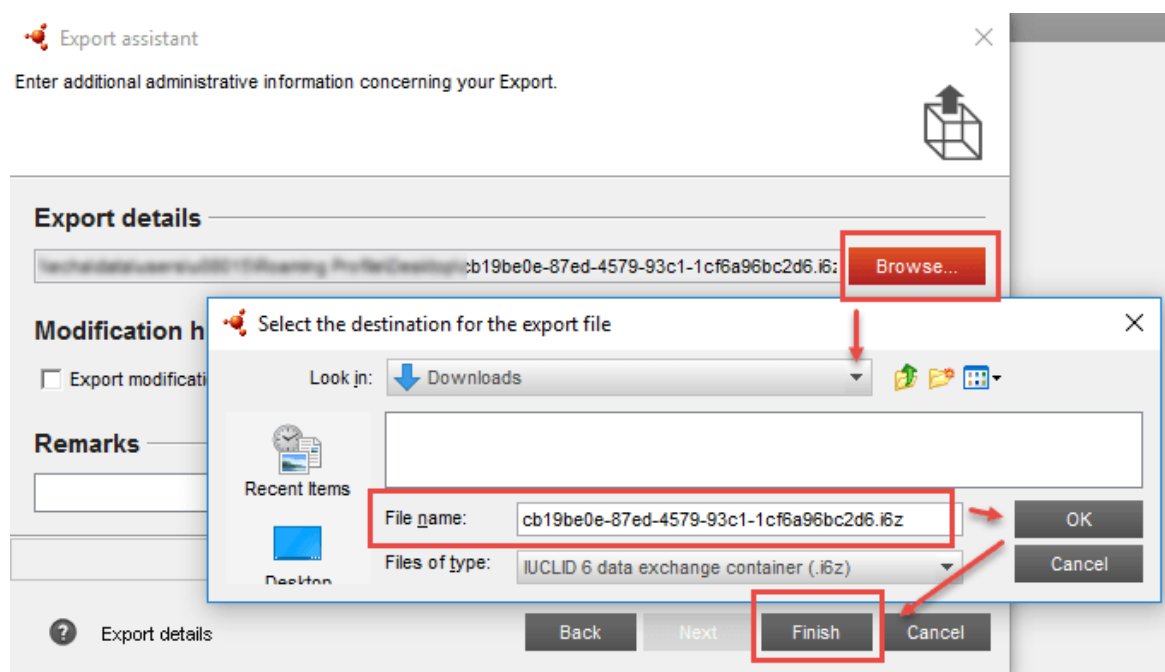 Export assistant
Enter additional administrative information concerning your Export.
Export details
cb19be0e-87ed-4579-93c1-1cf6a96bc2d6.i6z
Browse...
Select the destination for the export file
Modification h
Export modificati
Look in:
Downloads
Remarks
Recent Items
File name:
cb19be0e-87ed-4579-93c1-1cf6a96bc2d6.i6z
OK
Desktop
Files of type:
IUCLID 6 data exchange container (.i6z)
Cancel
?
Export details
Back
Next
Finish
Cancel